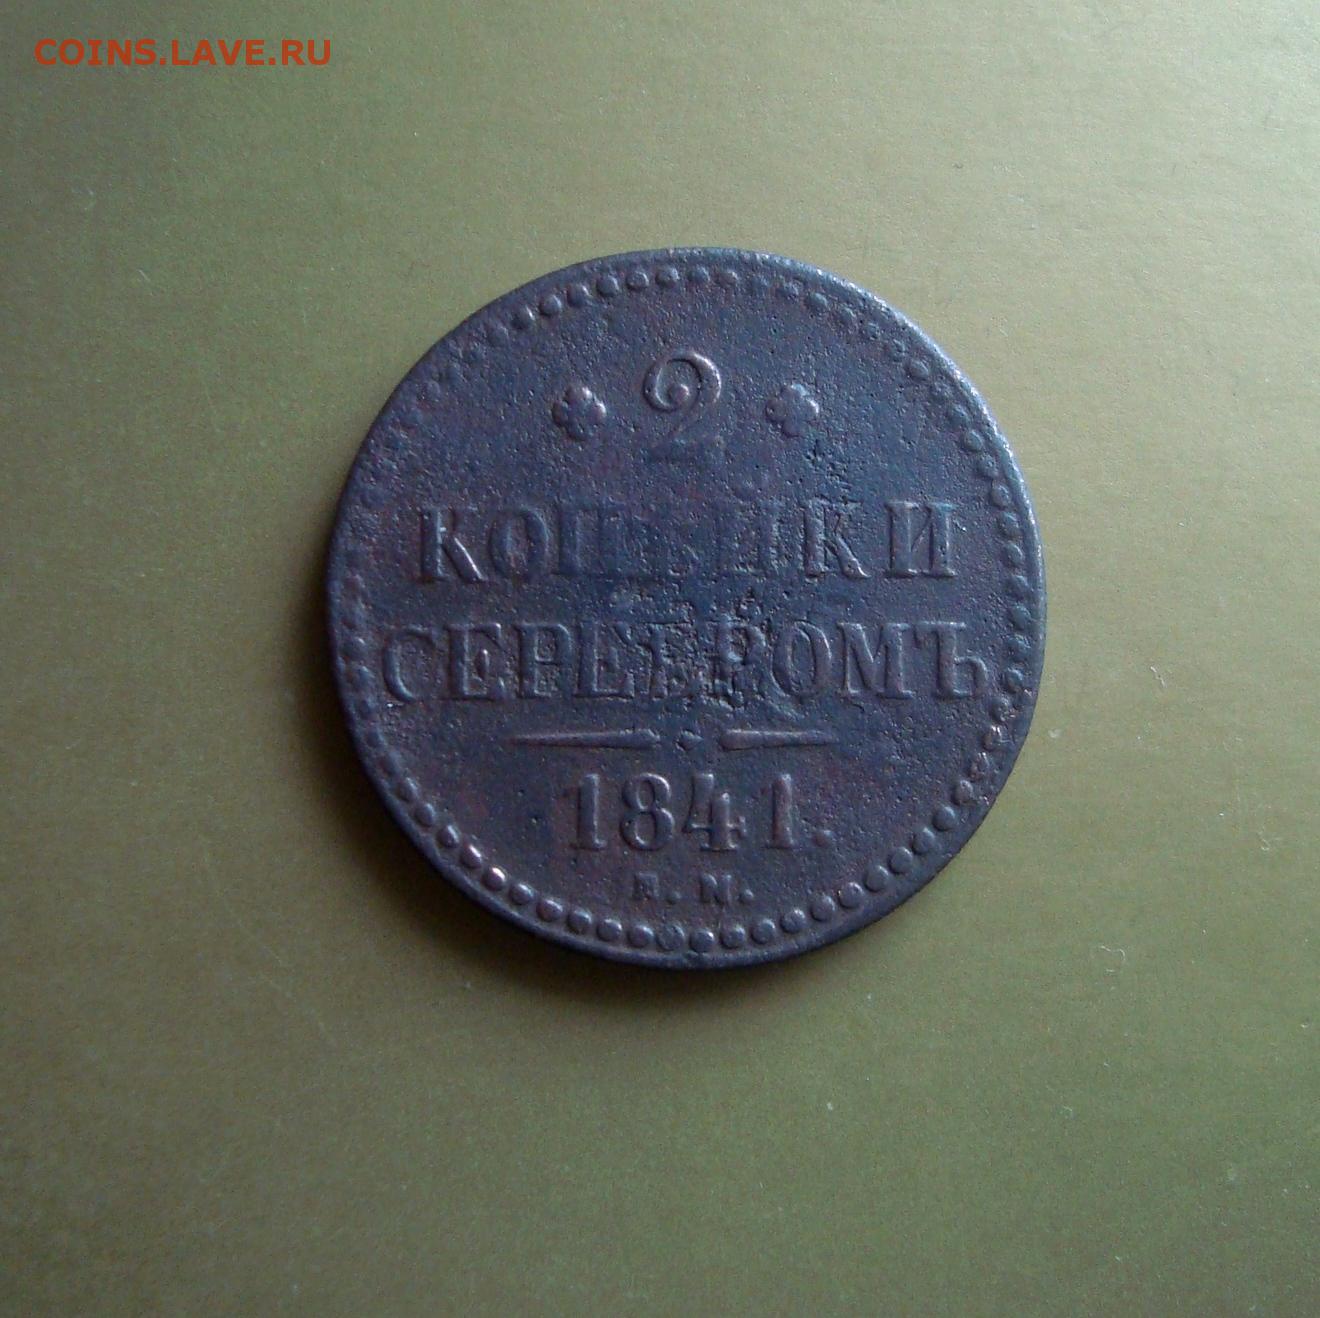 COINS.LAVE.RU
2
КОПѢЙКИ
СЕРЕБРОМЪ
1841.
Е.М.